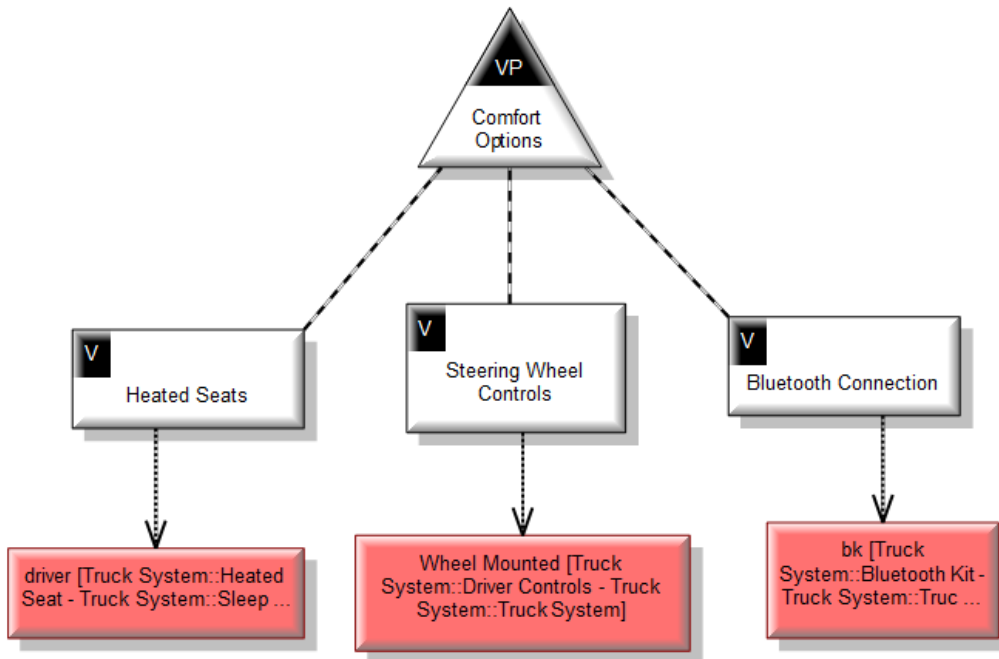 VP
Comfort
Options
V
Heated Seats
V
Steering Wheel
Controls
V
Bluetooth Connection
driver [Truck System::Heated
Seat - Truck System::Sleep ...
Wheel Mounted [Truck
System::Driver Controls - Truck
System::Truck System]
bk [Truck
System::Bluetooth Kit -
Truck System::Truc ...